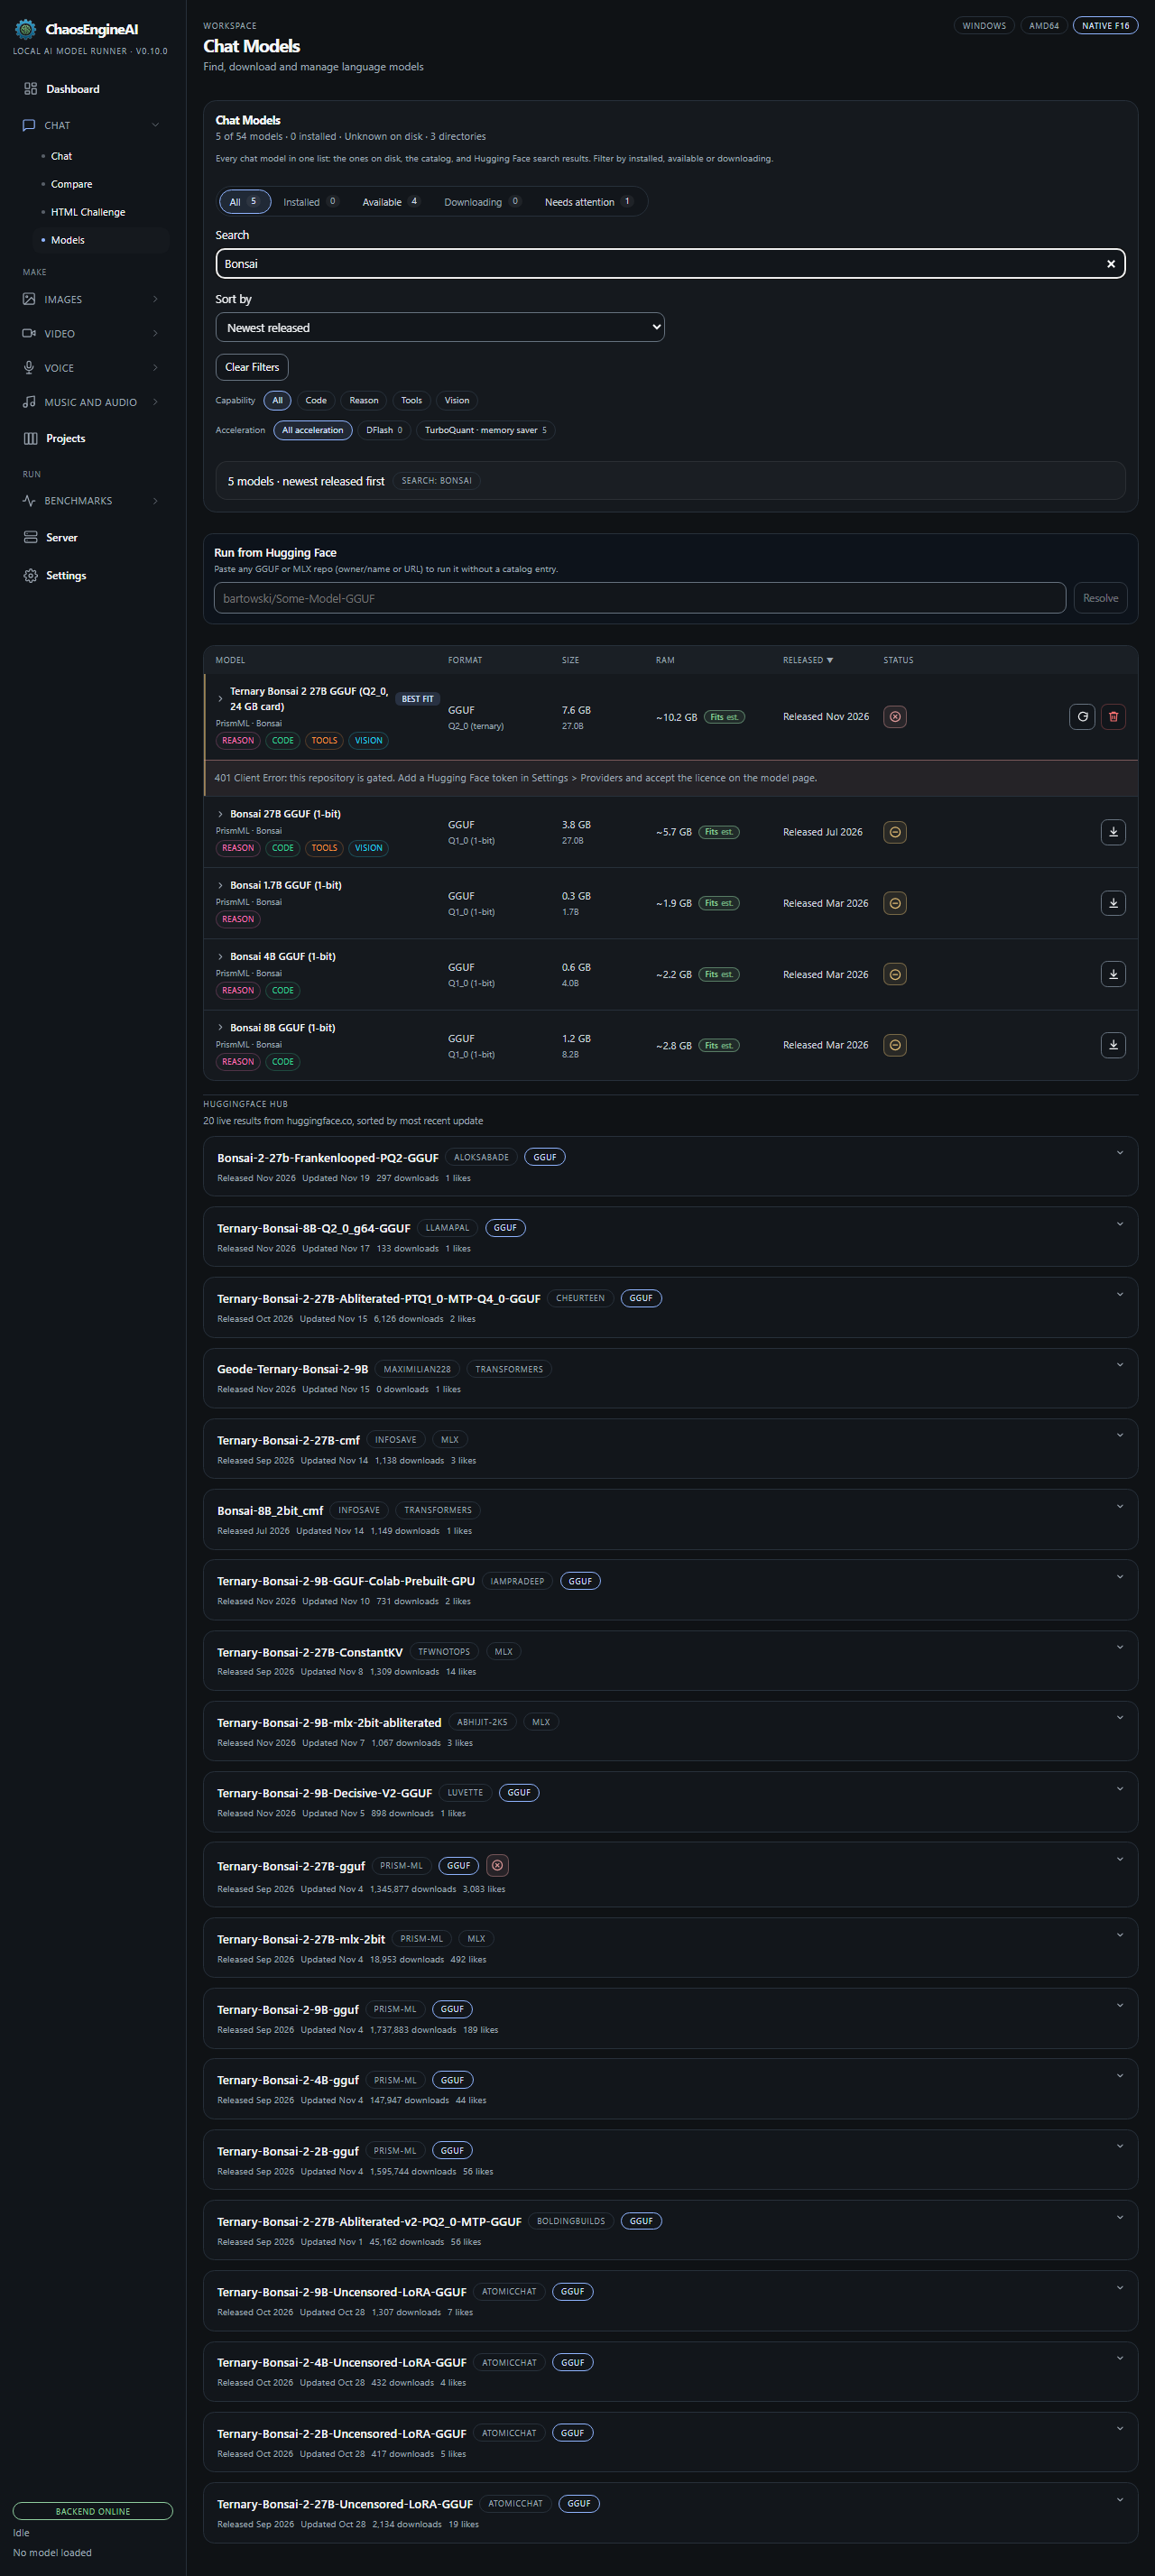 ChaosEngineAI
LOCAL AI MODEL RUNNER · V0.10.0
Dashboard
CHAT
Chat
Compare
HTML Challenge
Models
MAKE
IMAGES
VIDEO
VOICE
MUSIC AND AUDIO
Projects
RUN
BENCHMARKS
Server
Settings
BACKEND ONLINE
Idle
No model loaded
WORKSPACE
Chat Models
Find, download and manage language models
WINDOWS AMD64 NATIVE F16
Chat Models
5 of 54 models · 0 installed · Unknown on disk · 3 directories
Every chat model in one list: the ones on disk, the catalog, and Hugging Face search results. Filter by installed, available or downloading.
All 5 Installed 0 Available 4 Downloading 0 Needs attention 1
Search
Bonsai
Sort by
Newest released
Clear Filters
Capability All Code Reason Tools Vision
Acceleration All acceleration DFlash 0 TurboQuant · memory saver 5
5 models · newest released first SEARCH: BONSAI
Run from Hugging Face
Paste any GGUF or MLX repo (owner/name or URL) to run it without a catalog entry.
bartowski/Some-Model-GGUF Resolve
MODEL FORMAT SIZE RAM RELEASED ▼ STATUS
Ternary Bonsai 2 27B GGUF (Q2_0, 24 GB card) BEST FIT
PrismML · Bonsai
REASON CODE TOOLS VISION
GGUF
Q2_0 (ternary)
7.6 GB
27.0B
~10.2 GB Fits est.
Released Nov 2026
401 Client Error: this repository is gated. Add a Hugging Face token in Settings > Providers and accept the licence on the model page.
Bonsai 27B GGUF (1-bit)
PrismML · Bonsai
REASON CODE TOOLS VISION
GGUF
Q1_0 (1-bit)
3.8 GB
27.0B
~5.7 GB Fits est.
Released Jul 2026
Bonsai 1.7B GGUF (1-bit)
PrismML · Bonsai
REASON
GGUF
Q1_0 (1-bit)
0.3 GB
1.7B
~1.9 GB Fits est.
Released Mar 2026
Bonsai 4B GGUF (1-bit)
PrismML · Bonsai
REASON CODE
GGUF
Q1_0 (1-bit)
0.6 GB
4.0B
~2.2 GB Fits est.
Released Mar 2026
Bonsai 8B GGUF (1-bit)
PrismML · Bonsai
REASON CODE
GGUF
Q1_0 (1-bit)
1.2 GB
8.2B
~2.8 GB Fits est.
Released Mar 2026
HUGGINGFACE HUB
20 live results from huggingface.co, sorted by most recent update
Bonsai-2-27b-Frankenlooped-PQ2-GGUF ALOKSABADE GGUF
Released Nov 2026 Updated Nov 19 297 downloads 1 likes
Ternary-Bonsai-8B-Q2_0_g64-GGUF LLAMAPAL GGUF
Released Nov 2026 Updated Nov 17 133 downloads 1 likes
Ternary-Bonsai-2-27B-Abliterated-PTQ1_0-MTP-Q4_0-GGUF CHEURTEEN GGUF
Released Oct 2026 Updated Nov 15 6,126 downloads 2 likes
Geode-Ternary-Bonsai-2-9B MAXIMILIAN228 TRANSFORMERS
Released Nov 2026 Updated Nov 15 0 downloads 1 likes
Ternary-Bonsai-2-27B-cmf INFOSAVE MLX
Released Sep 2026 Updated Nov 14 1,138 downloads 3 likes
Bonsai-8B_2bit_cmf INFOSAVE TRANSFORMERS
Released Jul 2026 Updated Nov 14 1,149 downloads 1 likes
Ternary-Bonsai-2-9B-GGUF-Colab-Prebuilt-GPU IAMPRADEEP GGUF
Released Nov 2026 Updated Nov 10 731 downloads 2 likes
Ternary-Bonsai-2-27B-ConstantKV TFWNOTOPS MLX
Released Sep 2026 Updated Nov 8 1,309 downloads 14 likes
Ternary-Bonsai-2-9B-mlx-2bit-abliterated ABHIJIT-2KS MLX
Released Nov 2026 Updated Nov 7 1,067 downloads 3 likes
Ternary-Bonsai-2-9B-Decisive-V2-GGUF LUVETTE GGUF
Released Nov 2026 Updated Nov 5 898 downloads 1 likes
Ternary-Bonsai-2-27B-gguf PRISM-ML GGUF
Released Sep 2026 Updated Nov 4 1,345,877 downloads 3,083 likes
Ternary-Bonsai-2-27B-mlx-2bit PRISM-ML MLX
Released Sep 2026 Updated Nov 4 18,953 downloads 492 likes
Ternary-Bonsai-2-9B-gguf PRISM-ML GGUF
Released Sep 2026 Updated Nov 4 1,737,883 downloads 189 likes
Ternary-Bonsai-2-4B-gguf PRISM-ML GGUF
Released Sep 2026 Updated Nov 4 147,947 downloads 44 likes
Ternary-Bonsai-2-2B-gguf PRISM-ML GGUF
Released Sep 2026 Updated Nov 4 1,595,744 downloads 56 likes
Ternary-Bonsai-2-27B-Abliterated-v2-PQ2_0-MTP-GGUF BOLDINGBUILDS GGUF
Released Sep 2026 Updated Nov 1 45,162 downloads 56 likes
Ternary-Bonsai-2-9B-Uncensored-LoRA-GGUF ATOMICCHAT GGUF
Released Oct 2026 Updated Oct 28 1,307 downloads 7 likes
Ternary-Bonsai-2-4B-Uncensored-LoRA-GGUF ATOMICCHAT GGUF
Released Oct 2026 Updated Oct 28 432 downloads 4 likes
Ternary-Bonsai-2-2B-Uncensored-LoRA-GGUF ATOMICCHAT GGUF
Released Oct 2026 Updated Oct 28 417 downloads 5 likes
Ternary-Bonsai-2-27B-Uncensored-LoRA-GGUF ATOMICCHAT GGUF
Released Sep 2026 Updated Oct 28 2,134 downloads 19 likes